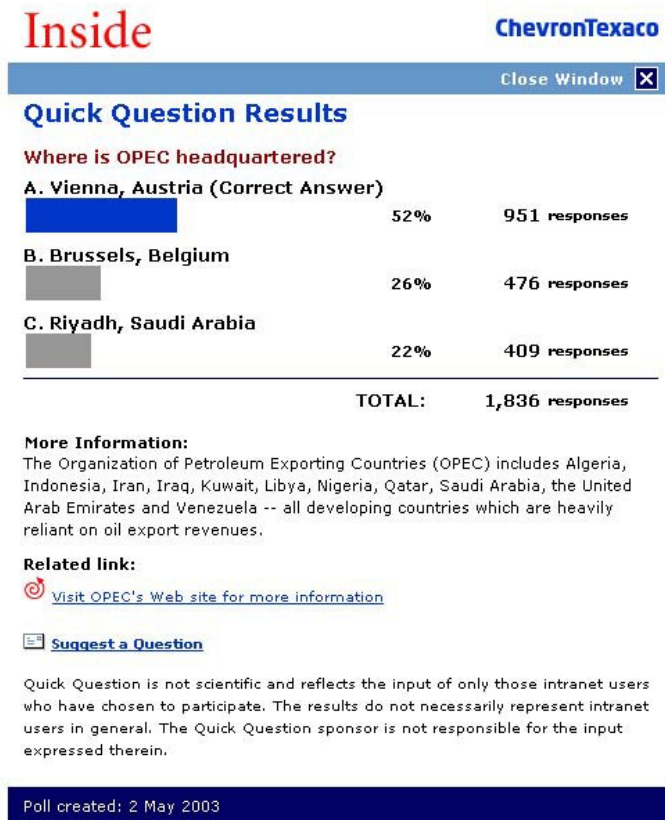 Inside
ChevronTexaco
Close Window
Quick Question Results
Where is OPEC headquartered?
A. Vienna, Austria (Correct Answer)
52% 951 responses
B. Brussels, Belgium
26% 476 responses
C. Riyadh, Saudi Arabia
22% 409 responses
TOTAL: 1,836 responses
More Information:
The Organization of Petroleum Exporting Countries (OPEC) includes Algeria,
Indonesia, Iran, Iraq, Kuwait, Libya, Nigeria, Qatar, Saudi Arabia, the United
Arab Emirates and Venezuela -- all developing countries which are heavily
reliant on oil export revenues.
Related link:
Visit OPEC's Web site for more information
Suggest a Question
Quick Question is not scientific and reflects the input of only those intranet users
who have chosen to participate. The results do not necessarily represent intranet
users in general. The Quick Question sponsor is not responsible for the input
expressed therein.
Poll created: 2 May 2003